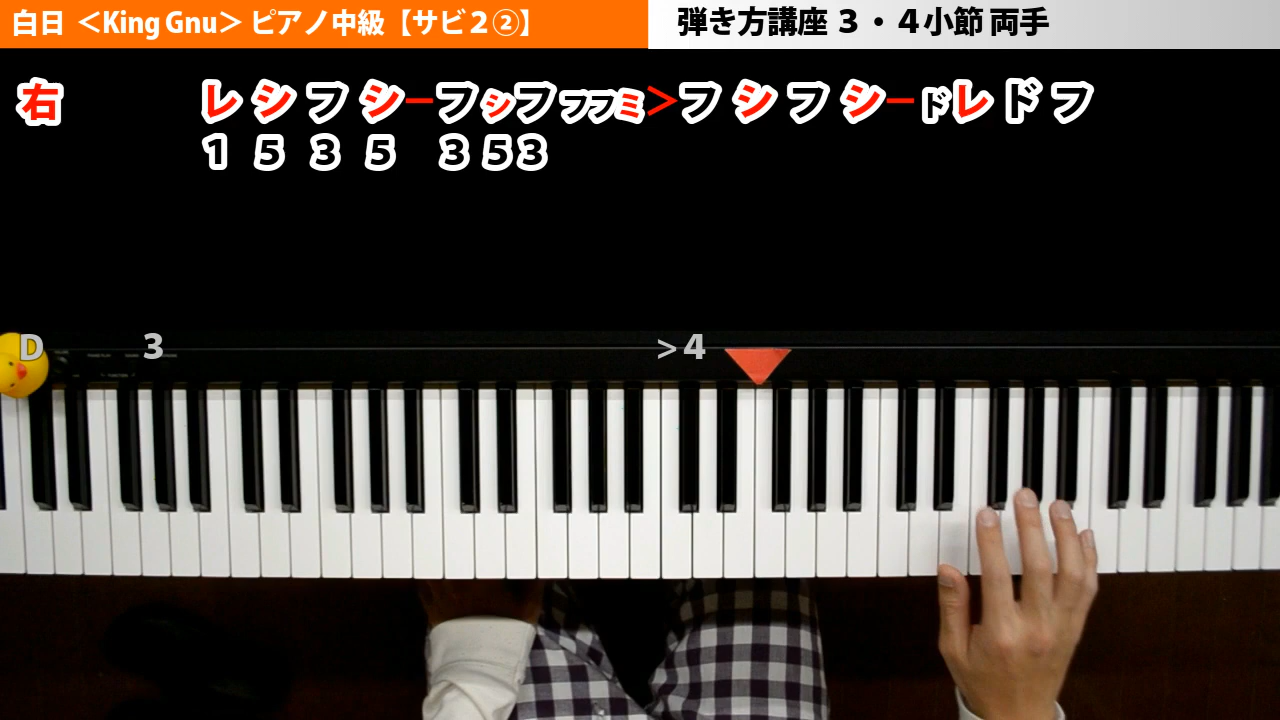 白日 ＜King Gnu＞ ピアノ中級【サビ２②】
弾き方講座 ３・４小節 両手
右 レ シ フ シーフシフ フフミ＞フ シ フ シードレ ド フ
1 5 3 5 3 5 3
D 3 ＞4